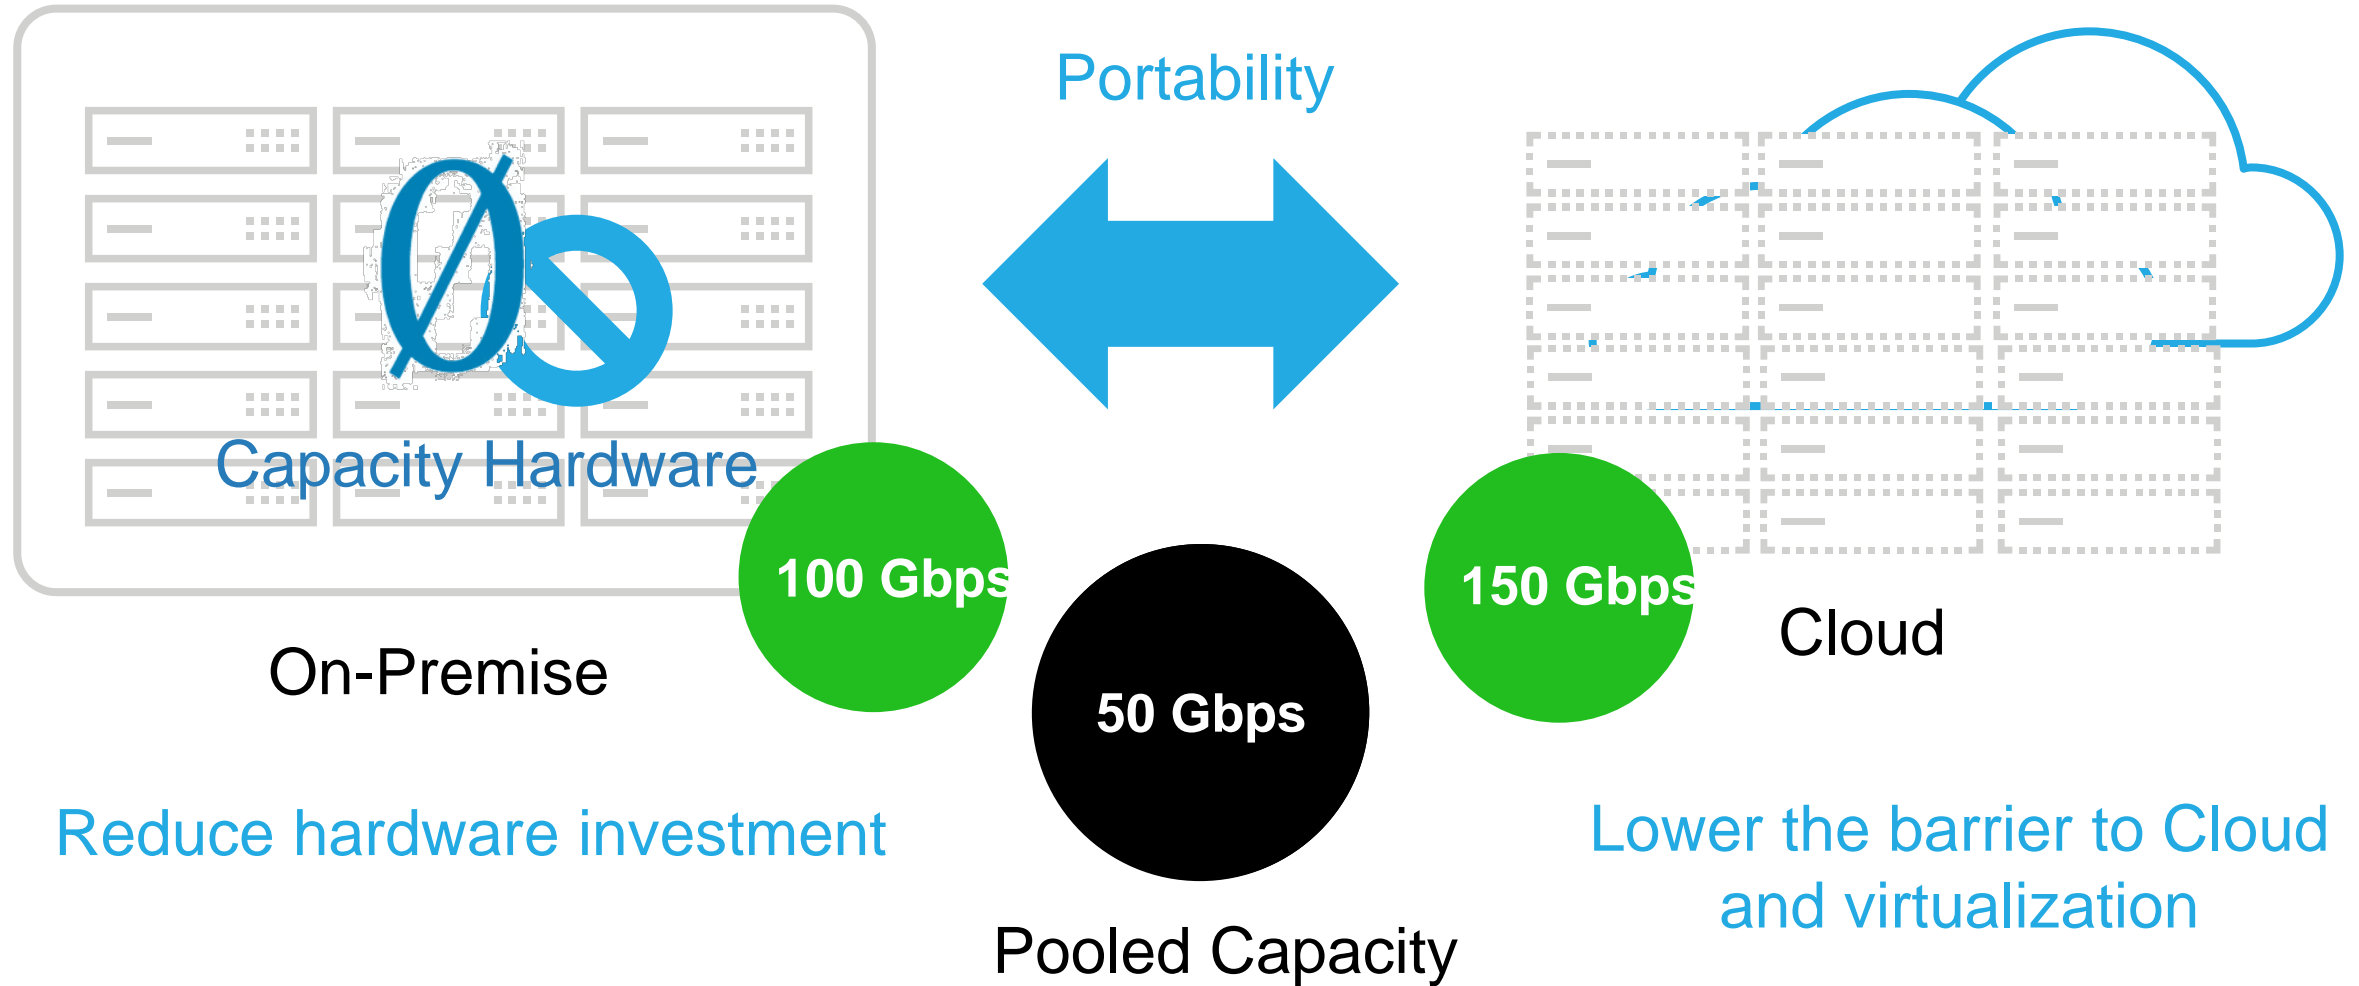 Portability
0
Capacity Hardware
100 Gbps
150 Gbps
Cloud
On-Premise
50 Gbps
Reduce hardware investment
Lower the barrier to Cloud
and virtualization
Pooled Capacity